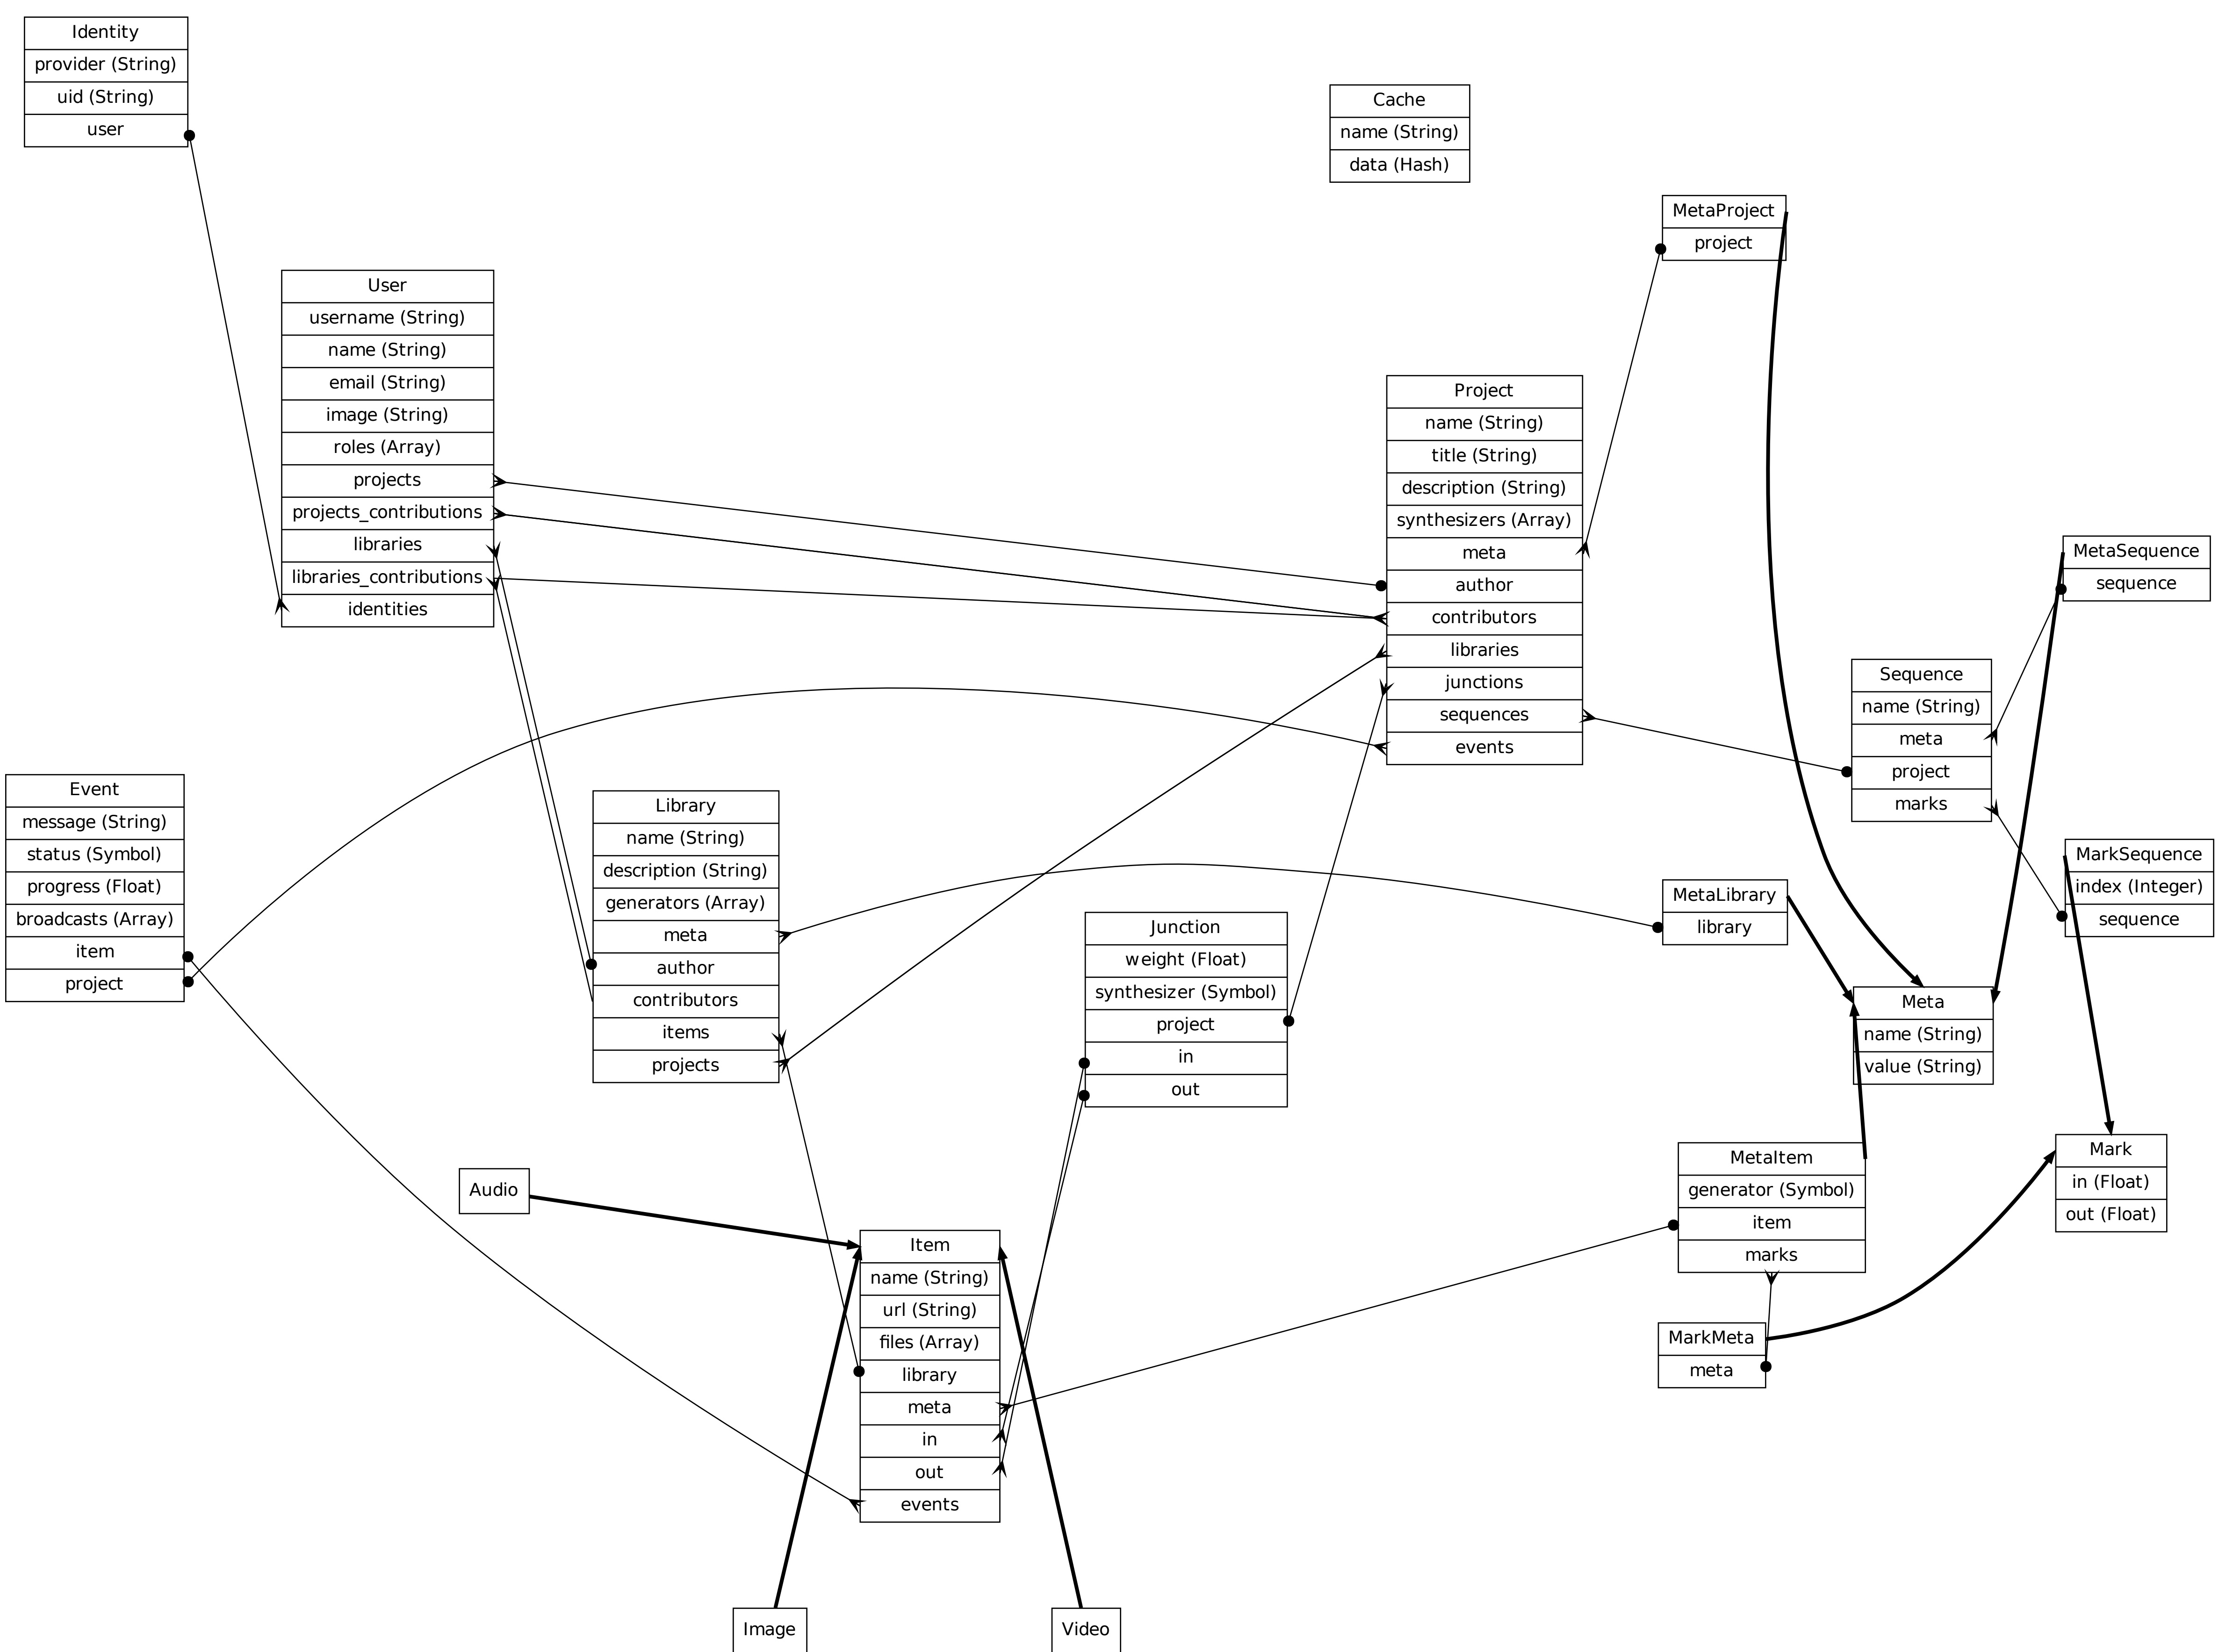 Identity
provider (String)
uid (String)
user
Cache
name (String)
data (Hash)
MetaProject
project
User
username (String)
name (String)
email (String)
image (String)
roles (Array)
projects
projects_contributions
libraries
libraries_contributions
identities
Project
name (String)
title (String)
description (String)
synthesizers (Array)
meta
author
contributors
libraries
junctions
sequences
events
MetaSequence
sequence
Sequence
name (String)
meta
project
marks
Event
message (String)
status (Symbol)
progress (Float)
broadcasts (Array)
item
project
Library
name (String)
description (String)
generators (Array)
meta
author
contributors
items
projects
MarkSequence
index (Integer)
sequence
MetaLibrary
library
Junction
weight (Float)
synthesizer (Symbol)
project
in
out
Meta
name (String)
value (String)
Mark
in (Float)
out (Float)
MetaItem
generator (Symbol)
item
marks
Audio
Item
name (String)
url (String)
files (Array)
library
meta
in
out
events
MarkMeta
meta
Image
Video